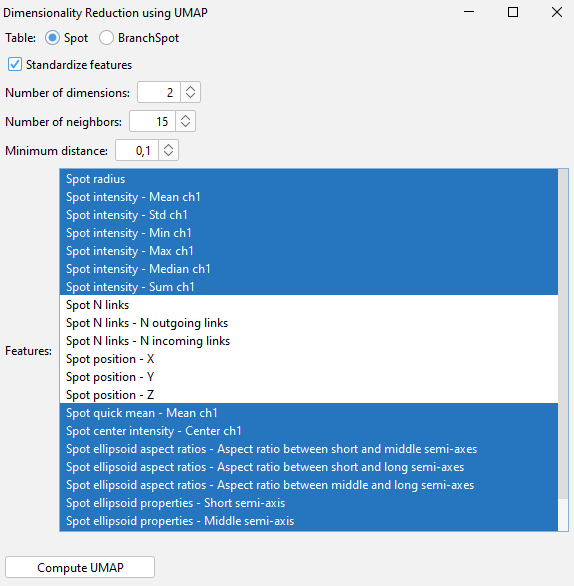 Dimensionality Reduction using UMAP
Table: Spot BranchSpot
Standardize features
Number of dimensions: 2
Number of neighbors: 15
Minimum distance: 0,1
Spot radius
Spot intensity - Mean ch1
Spot intensity - Std ch1
Spot intensity - Min ch1
Spot intensity - Max ch1
Spot intensity - Median ch1
Spot intensity - Sum ch1
Spot N links
Spot N links - N outgoing links
Spot N links - N incoming links
Features:
Spot position - X
Spot position - Y
Spot position - Z
Spot quick mean - Mean ch1
Spot center intensity - Center ch1
Spot ellipsoid aspect ratios - Aspect ratio between short and middle semi-axes
Spot ellipsoid aspect ratios - Aspect ratio between short and long semi-axes
Spot ellipsoid aspect ratios - Aspect ratio between middle and long semi-axes
Spot ellipsoid properties - Short semi-axis
Spot ellipsoid properties - Middle semi-axis
Compute UMAP